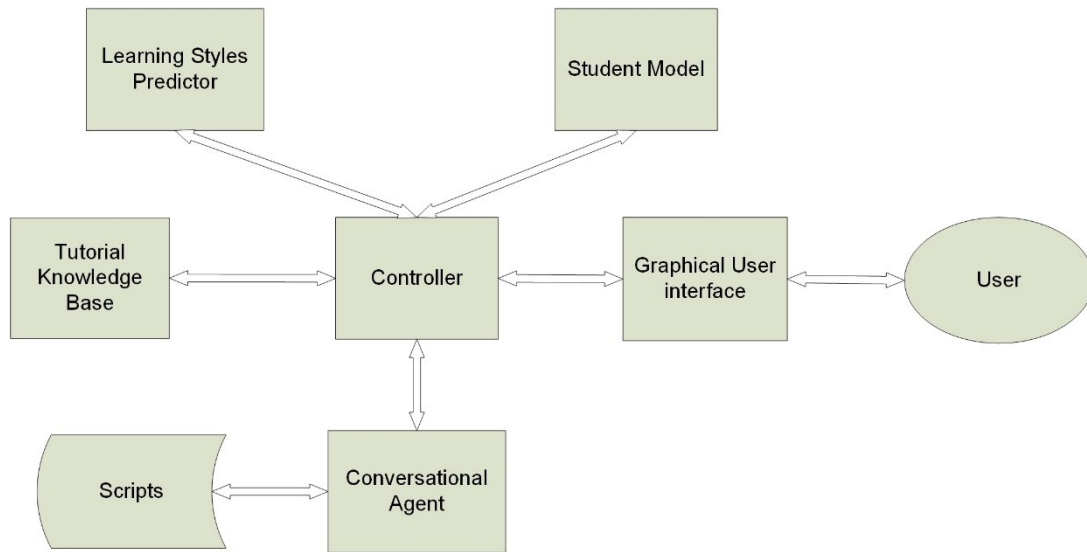 Learning Styles
Predictor
Student Model
Tutorial
Knowledge
Base
Controller
Graphical User
interface
User
Scripts
Conversational
Agent